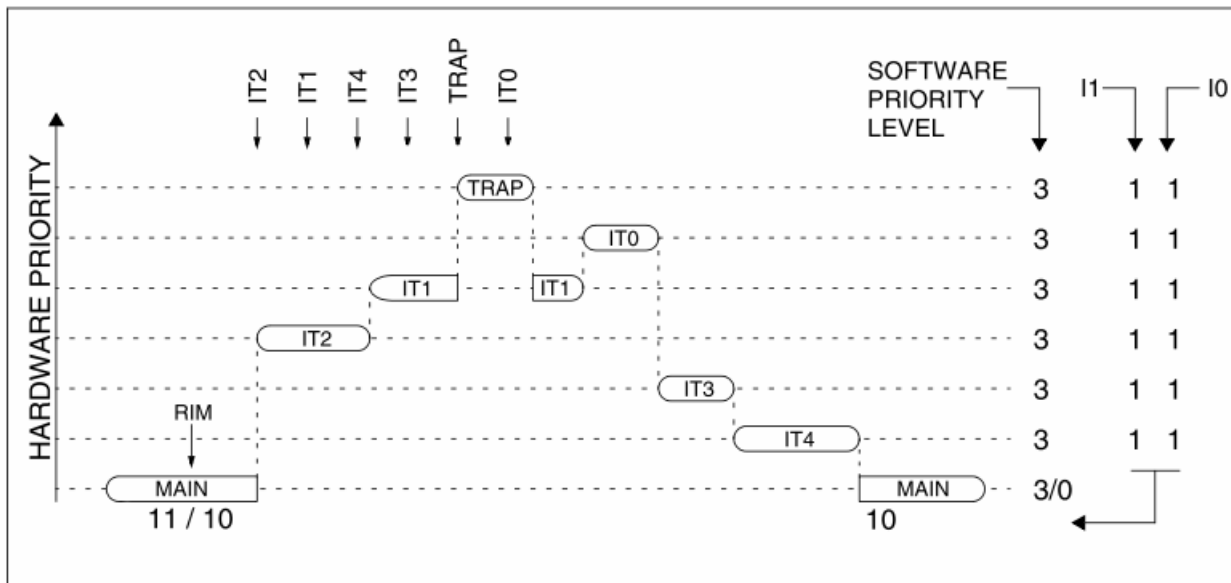 IT2
IT1
IT4
IT3
TRAP
IT0
SOFTWARE
PRIORITY
LEVEL
I1
I0
HARDWARE PRIORITY
TRAP
3 1 1
IT0
3 1 1
IT1 IT1
3 1 1
IT2
3 1 1
IT3
3 1 1
RIM
IT4
3 1 1
MAIN MAIN
3/0
11 / 10 10